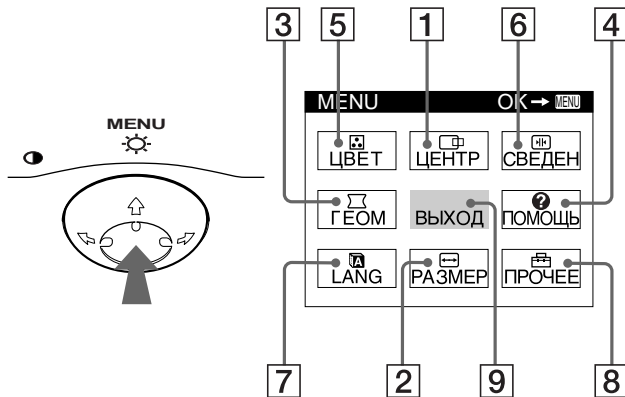 3 5 1 6 4
MENU
MENU OK→MENU
ЦВЕТ ЦЕНТР СВЕДЕН
ГЕОМ ВЫХОД ПОМОЩЬ
LANG РАЗМЕР ПРОЧЕЕ
7 2 9 8